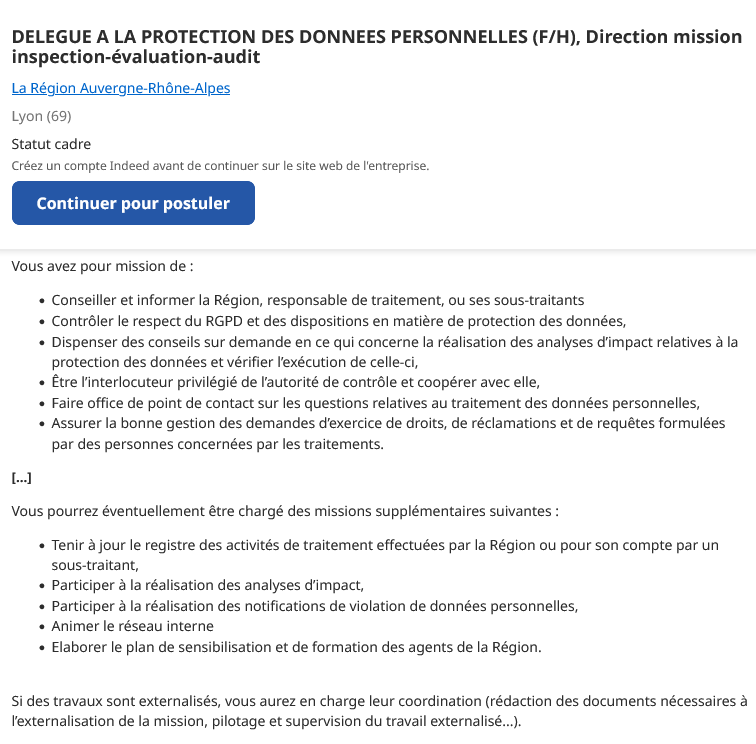 DELEGUE A LA PROTECTION DES DONNEES PERSONNELLES (F/H), Direction mission
inspection-évaluation-audit
La Région Auvergne-Rhône-Alpes
Lyon (69)
Statut cadre
Créez un compte Indeed avant de continuer sur le site web de l'entreprise.
Continuer pour postuler
Vous avez pour mission de :
• Conseiller et informer la Région, responsable de traitement, ou ses sous-traitants
• Contrôler le respect du RGPD et des dispositions en matière de protection des données,
• Dispenser des conseils sur demande en ce qui concerne la réalisation des analyses d’impact relatives à la
protection des données et vérifier l’exécution de celle-ci,
• Être l’interlocuteur privilégié de l’autorité de contrôle et coopérer avec elle,
• Faire office de point de contact sur les questions relatives au traitement des données personnelles,
• Assurer la bonne gestion des demandes d’exercice de droits, de réclamations et de requêtes formulées
par des personnes concernées par les traitements.
[...]
Vous pourrez éventuellement être chargé des missions supplémentaires suivantes :
• Tenir à jour le registre des activités de traitement effectuées par la Région ou pour son compte par un
sous-traitant,
• Participer à la réalisation des analyses d’impact,
• Participer à la réalisation des notifications de violation de données personnelles,
• Animer le réseau interne
• Elaborer le plan de sensibilisation et de formation des agents de la Région.
Si des travaux sont externalisés, vous aurez en charge leur coordination (rédaction des documents nécessaires à
l’externalisation de la mission, pilotage et supervision du travail externalisé...).